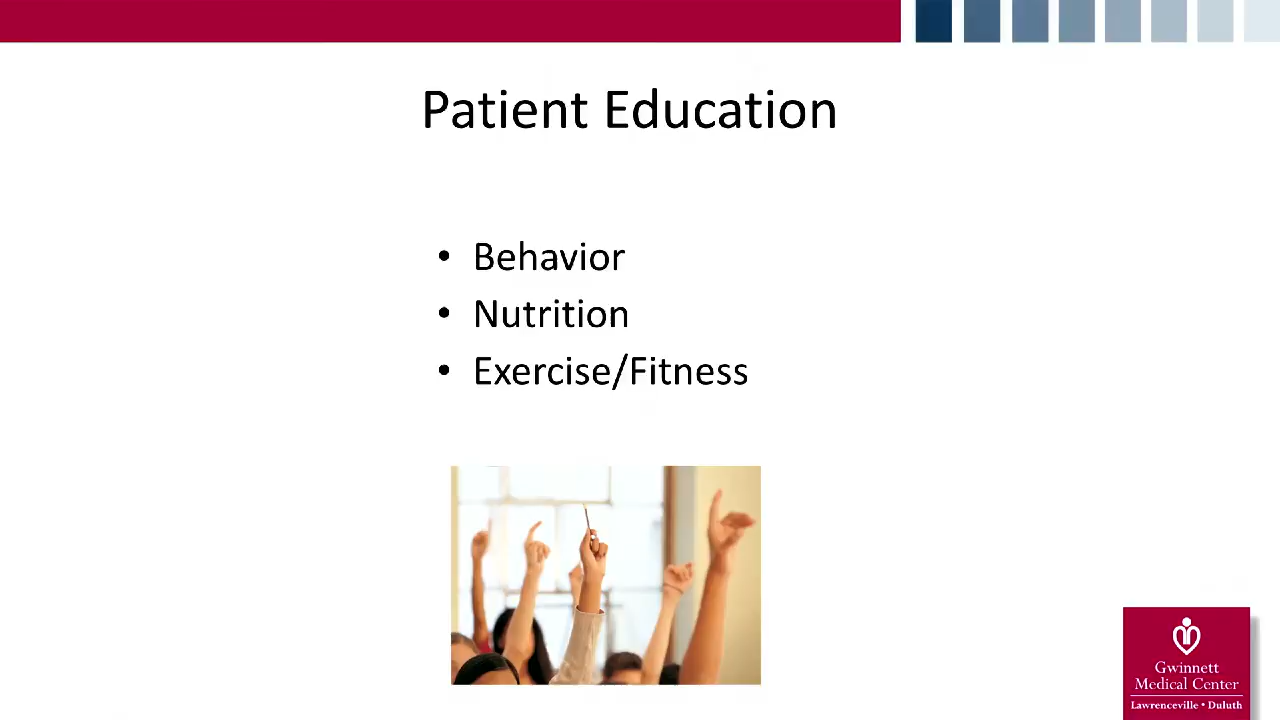 Patient Education
• Behavior
• Nutrition
• Exercise/Fitness
Gwinnett
Medical Center
Lawrenceville • Duluth